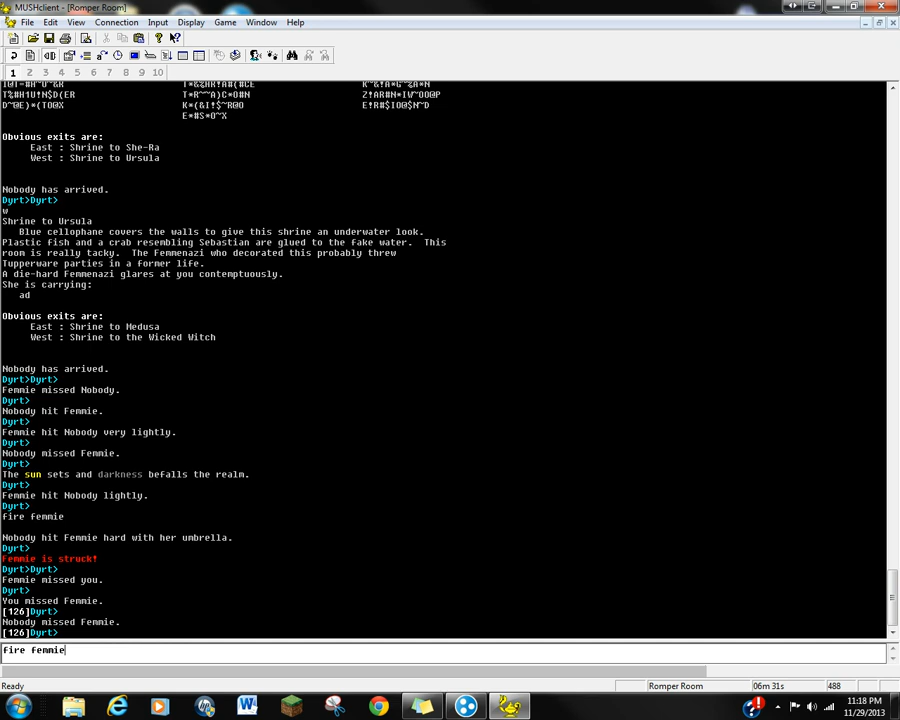 MUSHclient - [Romper Room]
File Edit View Connection Input Display Game Window Help
1 2 3 4 5 6 7 8 9 10
T%#H1U!N$D(ER T*R^~A)C*O#N Z!AR#N*IW~OO@P
D~@E)*(TO@X K*(&I!$~R@O E!R#$IO@$N~D
E*#S*O~X
Obvious exits are:
East : Shrine to She-Ra
West : Shrine to Ursula
Nobody has arrived.
Dyrt>Dyrt>
w
Shrine to Ursula
Blue cellophane covers the walls to give this shrine an underwater look.
Plastic fish and a crab resembling Sebastian are glued to the fake water. This
room is really tacky. The Femmenazi who decorated this probably threw
Tupperware parties in a former life.
A die-hard Femmenazi glares at you contemptuously.
She is carrying:
ad
Obvious exits are:
East : Shrine to Medusa
West : Shrine to the Wicked Witch
Nobody has arrived.
Dyrt>Dyrt>
Femmie missed Nobody.
Dyrt>
Nobody hit Femmie.
Dyrt>
Femmie hit Nobody very lightly.
Dyrt>
Nobody missed Femmie.
Dyrt>
The sun sets and darkness befalls the realm.
Dyrt>
Femmie hit Nobody lightly.
Dyrt>
fire femmie
Nobody hit Femmie hard with her umbrella.
Dyrt>
Femmie is struck!
Dyrt>Dyrt>
Femmie missed you.
Dyrt>
You missed Femmie.
[126]Dyrt>
Nobody missed Femmie.
[126]Dyrt>
fire femmie
Ready Romper Room 06m 31s 488
11:18 PM
11/29/2013